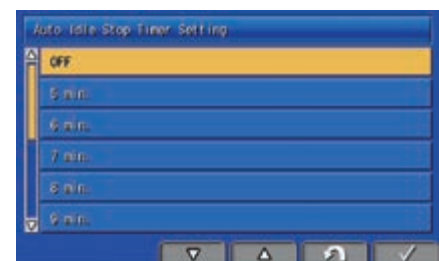 Auto Idle Stop Timer Setting
OFF
5 min.
6 min.
7 min.
8 min.
9 min.